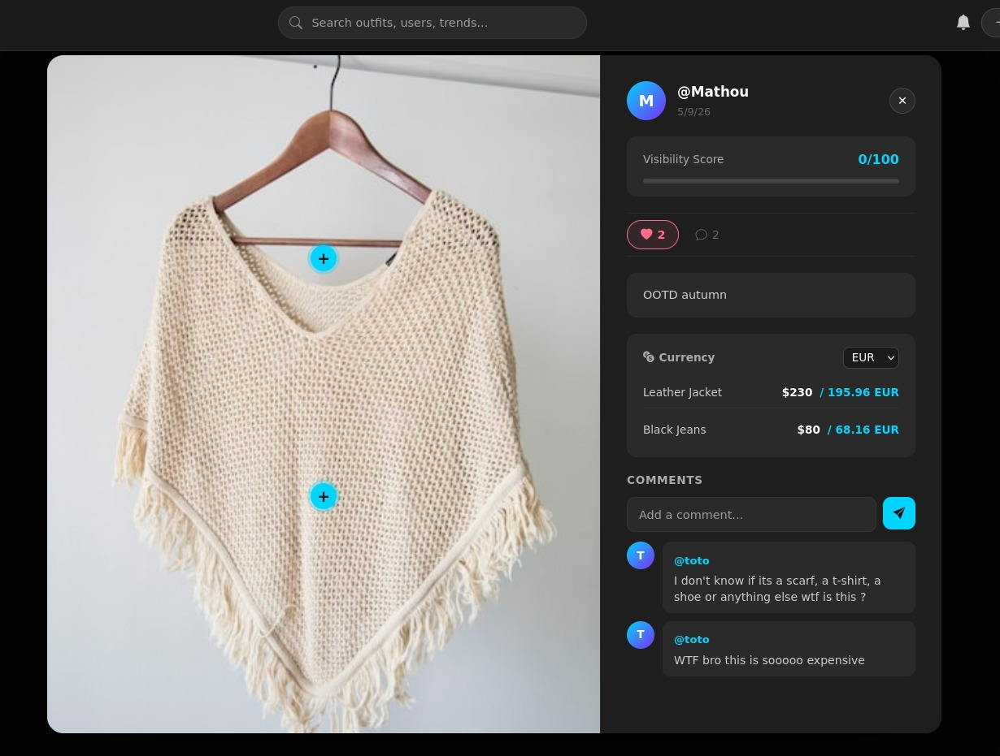 Search outfits, users, trends...
M
@Mathou
5/9/26
×
Visibility Score 0/100
2 2
OOTD autumn
Currency EUR
Leather Jacket $230 / 195.96 EUR
Black Jeans $80 / 68.16 EUR
+
+
COMMENTS
Add a comment...
T
@toto
I don't know if its a scarf, a t-shirt, a
shoe or anything else wtf is this ?
T
@toto
WTF bro this is sooooo expensive